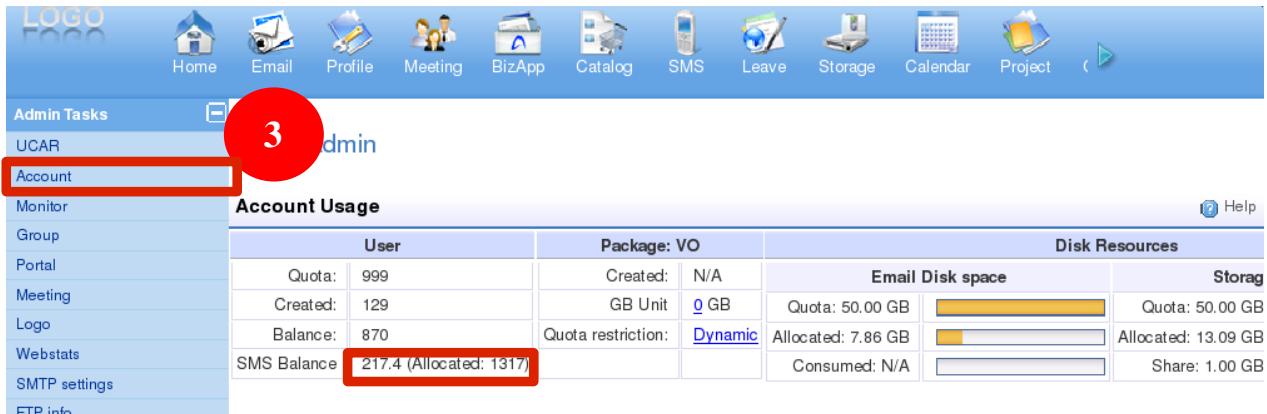 LOGO
Home Email Profile Meeting BizApp Catalog SMS Leave Storage Calendar Project
Admin Tasks
UCAR
Account
Monitor
Group
Portal
Meeting
Logo
Webstats
SMTP settings
FTP info
3
dmin
Account Usage
Help
User Package: VO Disk Resources
Quota: 999 Created: N/A Email Disk space Storag
Created: 129 GB Unit 0 GB Quota: 50.00 GB Quota: 50.00 GB
Balance: 870 Quota restriction: Dynamic Allocated: 7.86 GB Allocated: 13.09 GB
SMS Balance 217.4 (Allocated: 1317) Consumed: N/A Share: 1.00 GB